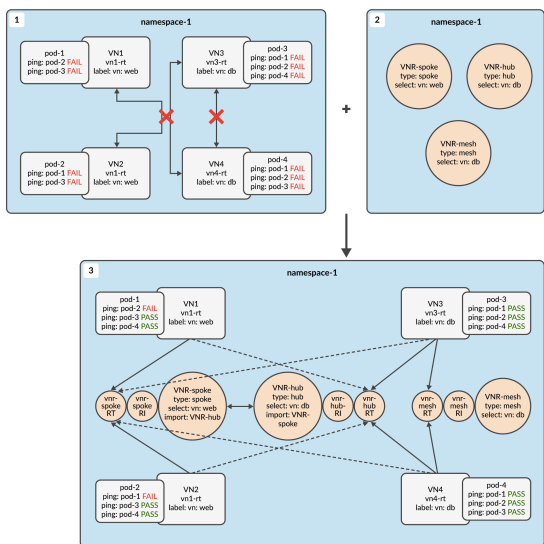 1
namespace-1
pod-1
ping: pod-2 FAIL
ping: pod-3 FAIL
VN1
vn1-rt
label: vn: web
VN3
vn3-rt
label: vn: db
pod-3
ping: pod-1 FAIL
ping: pod-2 FAIL
ping: pod-4 FAIL
pod-2
ping: pod-1 FAIL
ping: pod-3 FAIL
VN2
vn1-rt
label: vn: web
VN4
vn4-rt
label: vn: db
pod-4
ping: pod-1 FAIL
ping: pod-2 FAIL
ping: pod-3 FAIL
+
2
namespace-1
VNR-spoke
type: spoke
select: vn: web
VNR-hub
type: hub
select: vn: db
VNR-mesh
type: mesh
select: vn: db
3
namespace-1
pod-1
ping: pod-2 FAIL
ping: pod-3 PASS
ping: pod-4 PASS
VN1
vn1-rt
label: vn: web
VN3
vn3-rt
label: vn: db
pod-3
ping: pod-1 PASS
ping: pod-2 PASS
ping: pod-4 PASS
vnr-
spoke
RT
vnr-
spoke
RI
VNR-spoke
type: spoke
select: vn: web
import: VNR-hub
VNR-hub
type: hub
select: vn: db
import: VNR-
spoke
vnr-
hub-
RI
vnr-
hub
RT
vnr-
mesh
RT
vnr-
mesh
RI
VNR-mesh
type: mesh
select: vn: db
pod-2
ping: pod-1 FAIL
ping: pod-3 PASS
ping: pod-4 PASS
VN2
vn1-rt
label: vn: web
VN4
vn4-rt
label: vn: db
pod-4
ping: pod-1 PASS
ping: pod-2 PASS
ping: pod-3 PASS